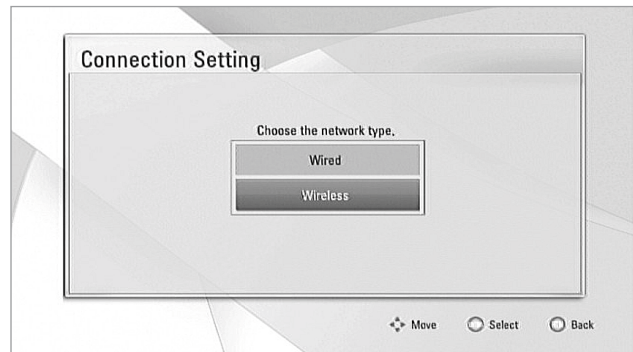 Connection Setting
Choose the network type.
Wired
Wireless
Move Select Back